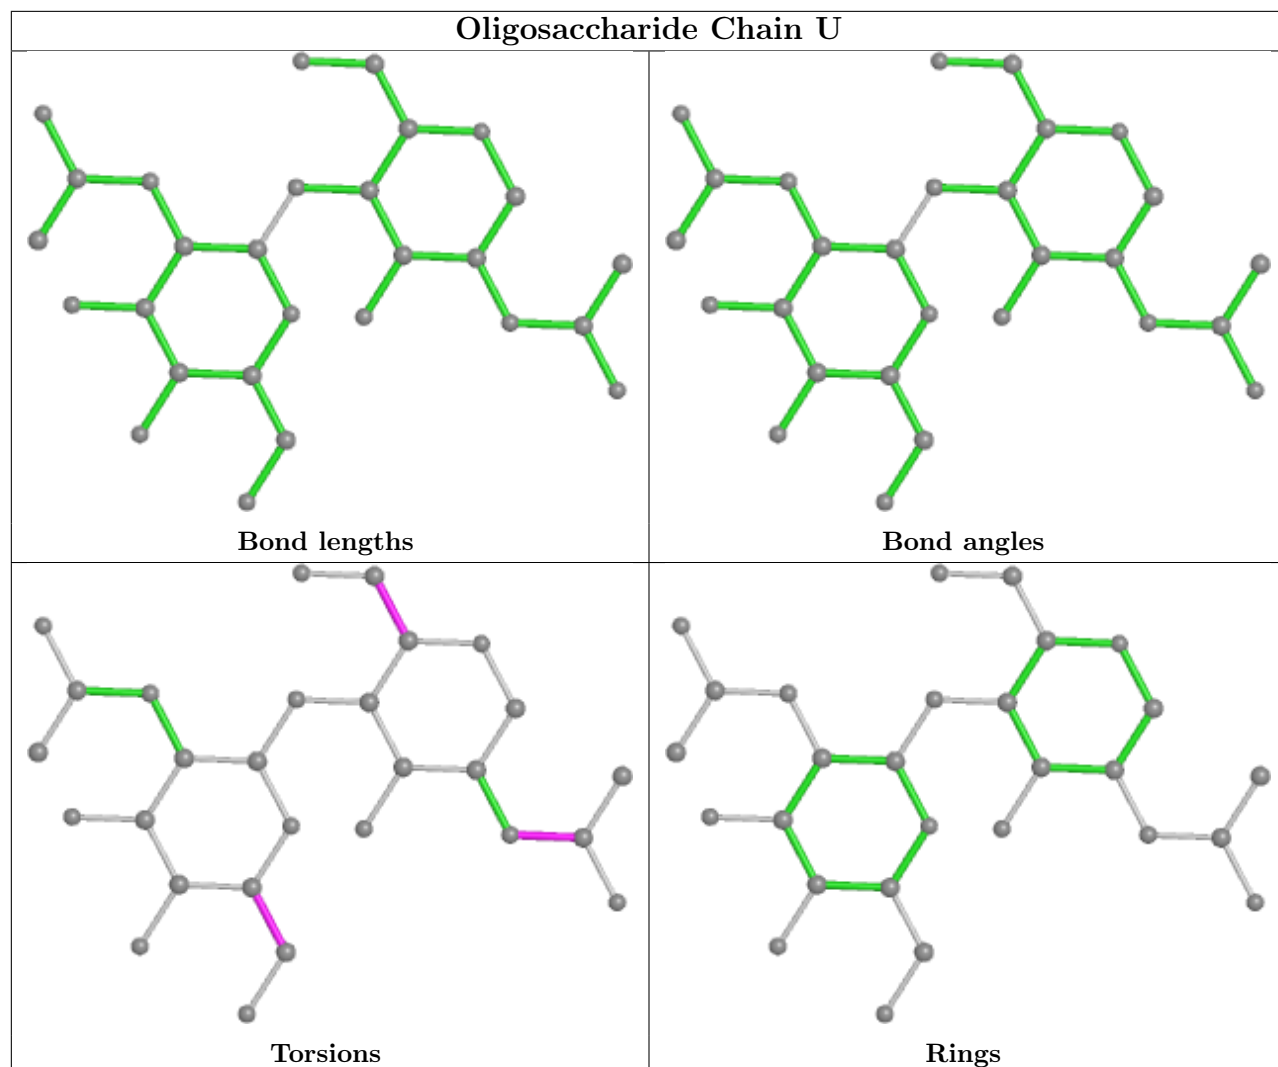 Oligosaccharide Chain U
Bond lengths
Bond angles
Torsions
Rings